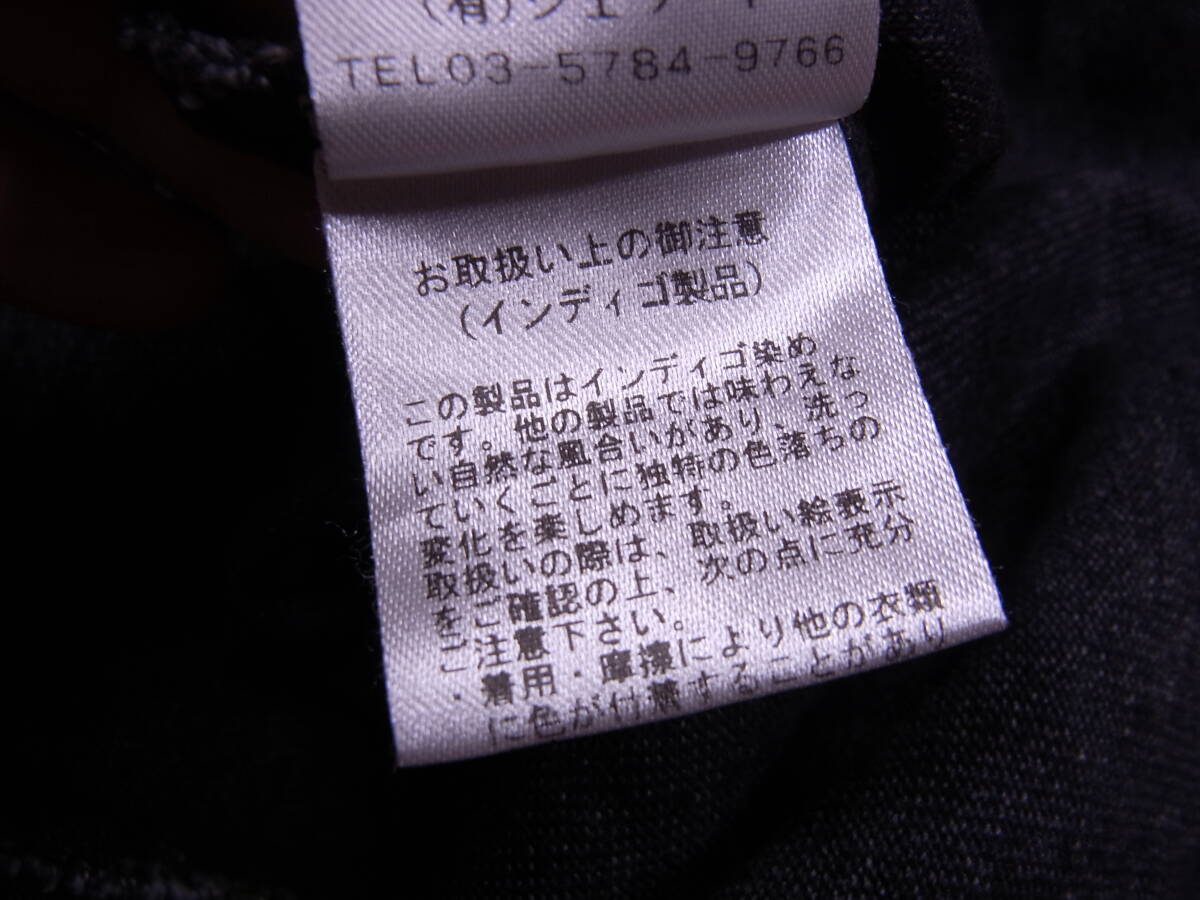 TEL03-5784-9766
お取扱い上の御注意
(インディゴ製品)
この製品はインディゴ染め
です。他の製品では味わえな
い自然な風合いがあり、洗っ
ていくごとに独特の色落ちの
変化を楽しめます。
取扱いの際は、取扱い絵表示
をご確認の上、次の点に充分
ご注意下さい。
・着用・摩擦により他の衣類
に色が付着することがあり